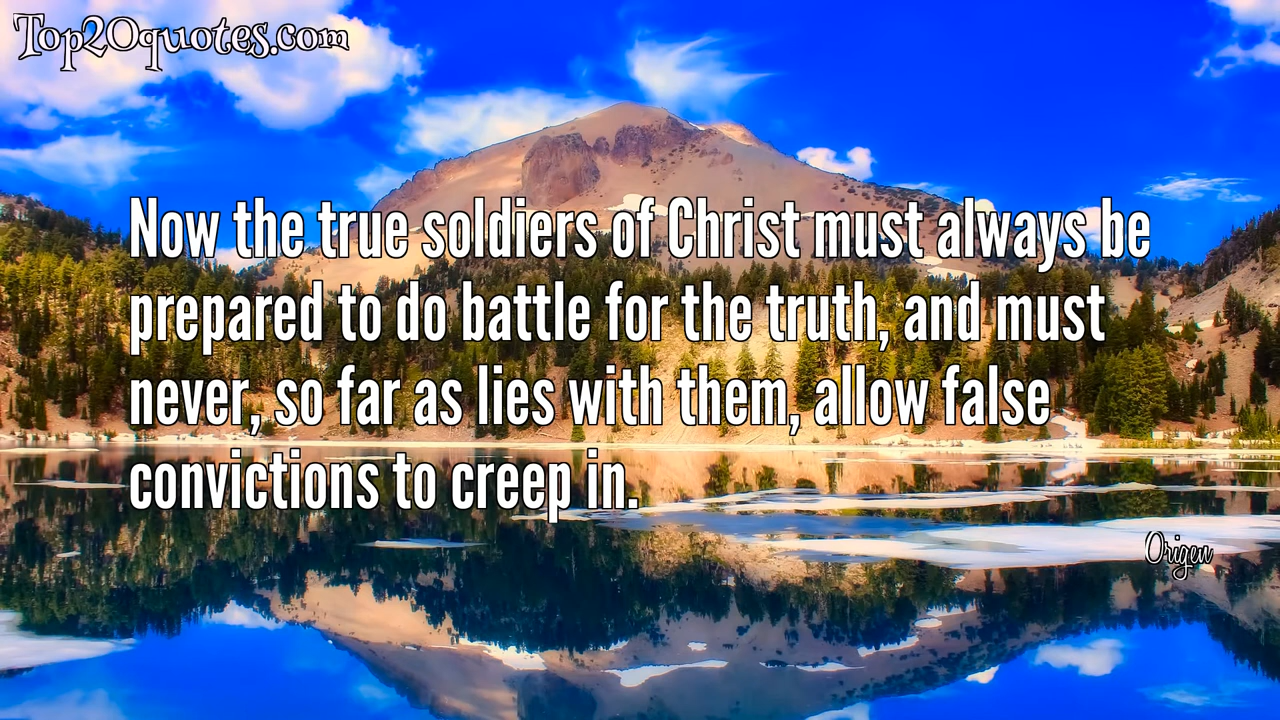 Top20quotes.com
Now the true soldiers of Christ must always be
prepared to do battle for the truth, and must
never, so far as lies with them, allow false
convictions to creep in.
Origen